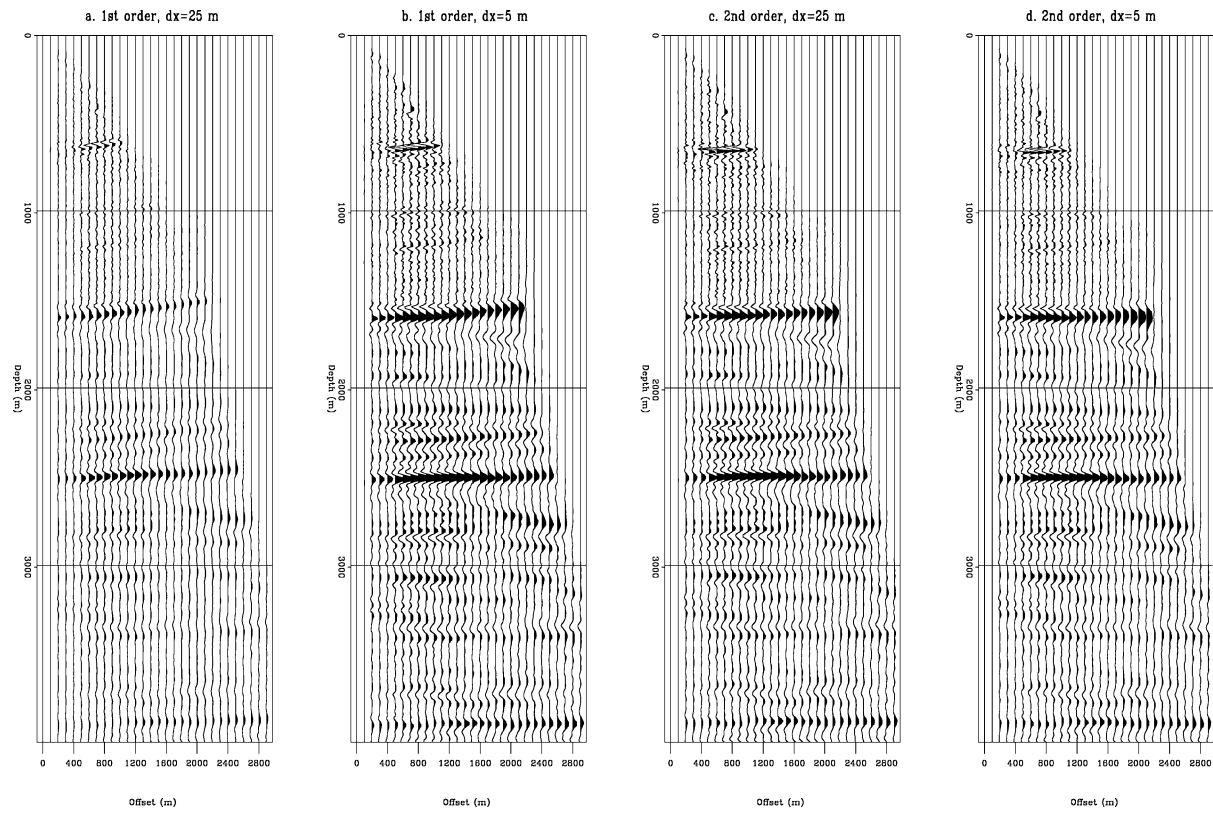 a. 1st order, dx=25 m
b. 1st order, dx=5 m
c. 2nd order, dx=25 m
d. 2nd order, dx=5 m
0
1000
2000
3000
Depth (m)
0 400 800 1200 1600 2000 2400 2800
Offset (m)
0
1000
2000
3000
Depth (m)
0 400 800 1200 1600 2000 2400 2800
Offset (m)
0
1000
2000
3000
Depth (m)
0 400 800 1200 1600 2000 2400 2800
Offset (m)
0
1000
2000
3000
Depth (m)
0 400 800 1200 1600 2000 2400 2800
Offset (m)